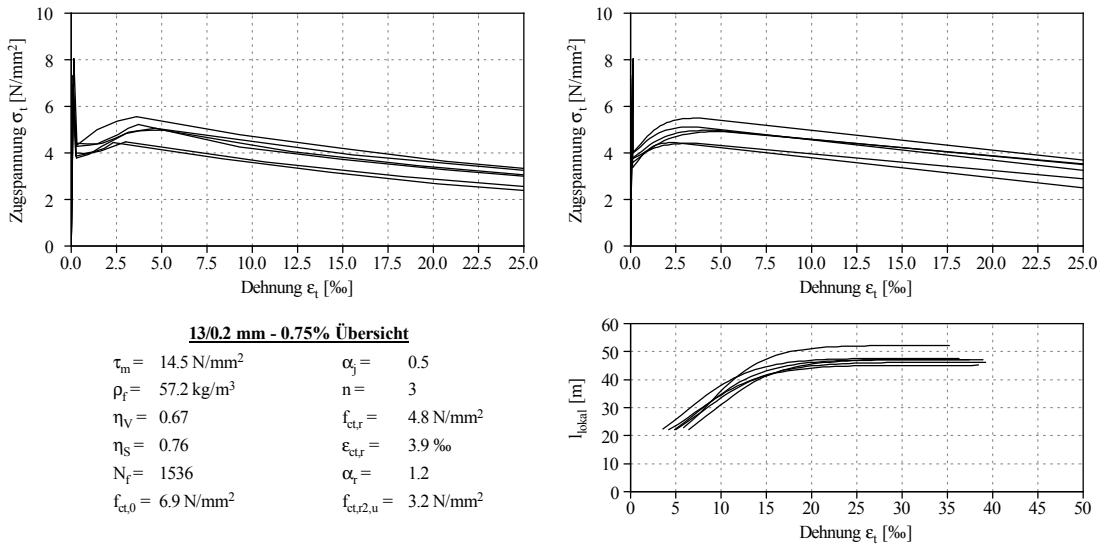 10
8
6
4
2
0
Zugspannung σt [N/mm²]
0.0 2.5 5.0 7.5 10.0 12.5 15.0 17.5 20.0 22.5 25.0
Dehnung εt [‰]
10
8
6
4
2
0
Zugspannung σt [N/mm²]
0.0 2.5 5.0 7.5 10.0 12.5 15.0 17.5 20.0 22.5 25.0
Dehnung εt [‰]
13/0.2 mm - 0.75% Übersicht
τm = 14.5 N/mm² αj = 0.5
ρf = 57.2 kg/m³ n = 3
ηV = 0.67 fct,r = 4.8 N/mm²
ηS = 0.76 εct,r = 3.9 ‰
Nf = 1536 αr = 1.2
fct,0 = 6.9 N/mm² fct,r2,u = 3.2 N/mm²
60
50
40
30
20
10
0
llokal [m]
0 5 10 15 20 25 30 35 40 45 50
Dehnung εt [‰]